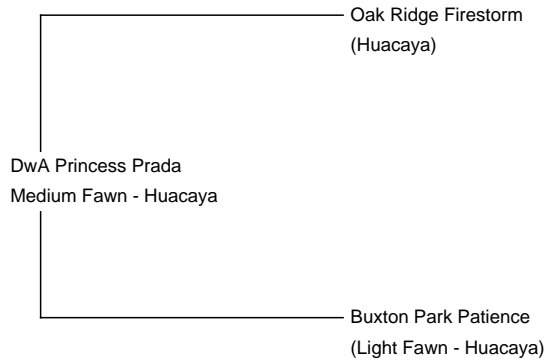 Oak Ridge Firestorm
(Huacaya)
DwA Princess Prada
Medium Fawn - Huacaya
Buxton Park Patience
(Light Fawn - Huacaya)